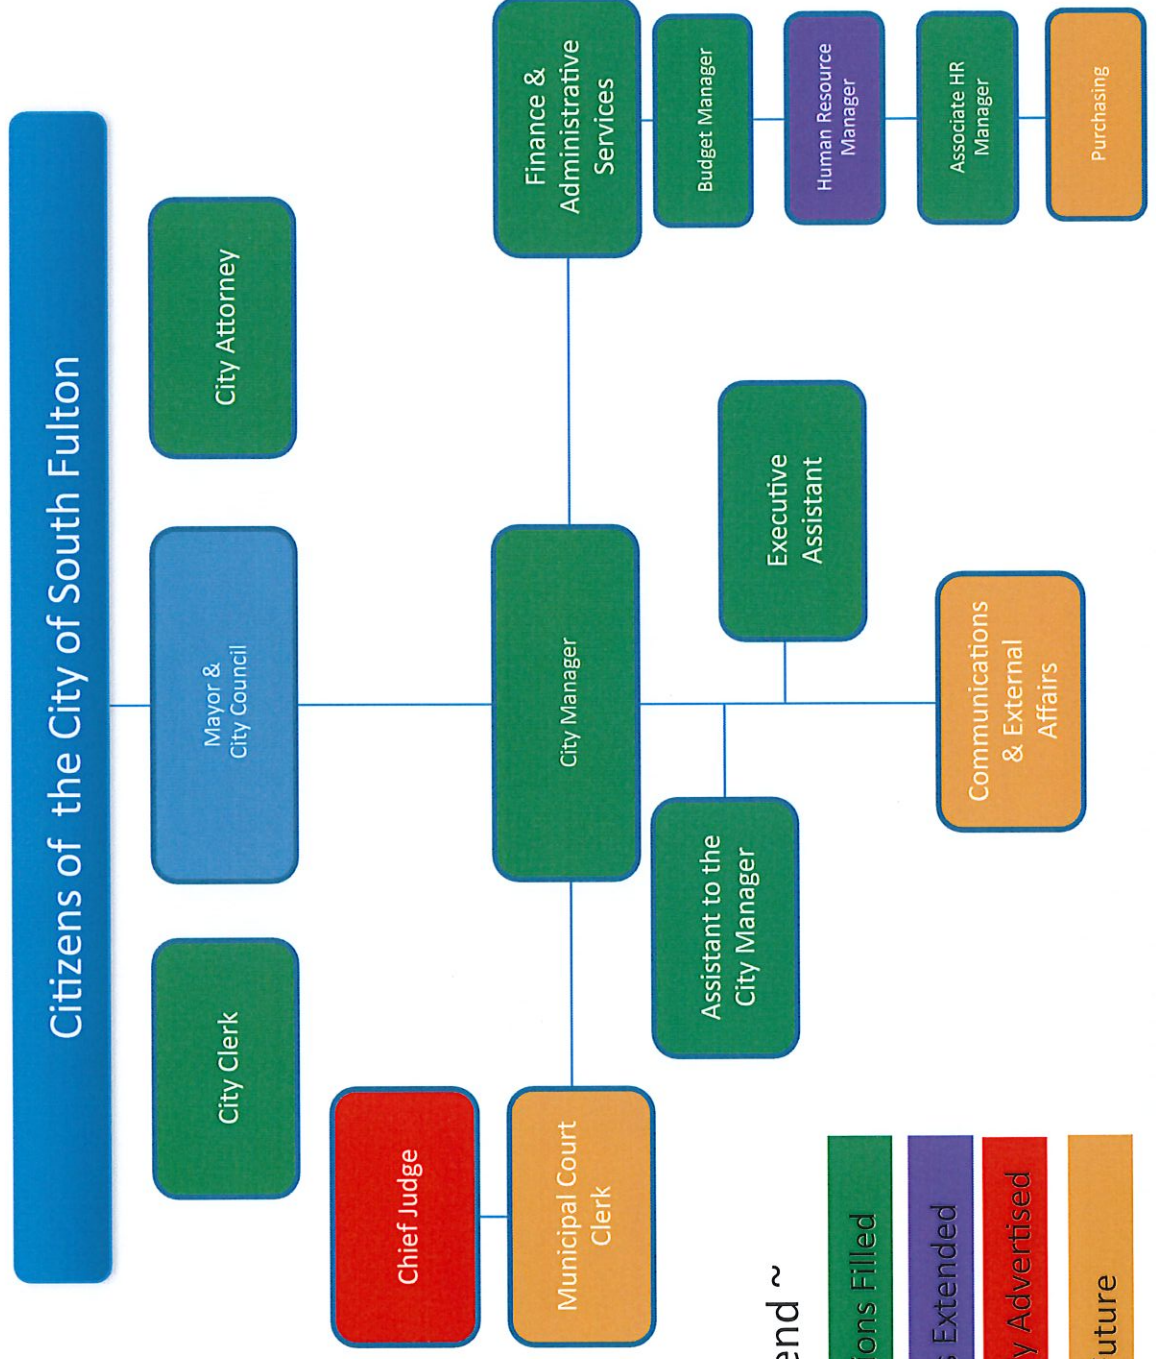 Citizens of the City of South Fulton
City Clerk
Mayor &
City Council
City Attorney
Chief Judge
Municipal Court
Clerk
City Manager
Finance &
Administrative
Services
Assistant to the
City Manager
Executive
Assistant
Communications
& External
Affairs
Budget Manager
Human Resource
Manager
Associate HR
Manager
Purchasing
end ~
ons Filled
s Extended
y Advertised
uture